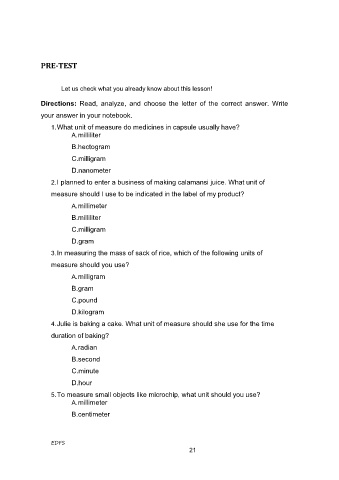 PRE-TEST
Let us check what you already know about this lesson!
Directions: Read, analyze, and choose the letter of the correct answer. Write
your answer in your notebook.
1.What unit of measure do medicines in capsule usually have?
A.milliliter
B.hectogram
C.milligram
D.nanometer
2.I planned to enter a business of making calamansi juice. What unit of
measure should I use to be indicated in the label of my product?
A.millimeter
B.milliliter
C.milligram
D.gram
3.In measuring the mass of sack of rice, which of the following units of
measure should you use?
A.milligram
B.gram
C.pound
D.kilogram
4.Julie is baking a cake. What unit of measure should she use for the time
duration of baking?
A.radian
B.second
C.minute
D.hour
5.To measure small objects like microchip, what unit should you use?
A.millimeter
B.centimeter
EDFS
21